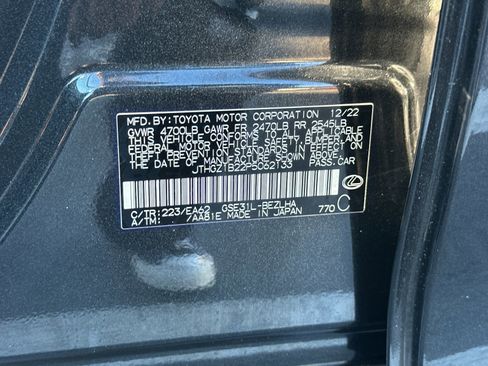 MFD. BY: TOYOTA MOTOR CORPORATION 12/22
GVWR 4700LB GAWR FR 2470LB RR 2545LB
THIS VEHICLE CONFORMS TO ALL APPLICABLE
FEDERAL MOTOR VEHICLE SAFETY, BUMPER, AND
THEFT PREVENTION STANDARDS IN EFFECT ON
THE DATE OF MANUFACTURE SHOWN ABOVE.
JTHGZ1B22P5062133 PASS-CAR
C/TR: 223/EA62 GSE31L-BEZLHA
A/TM: /AA81E MADE IN JAPAN 770 C